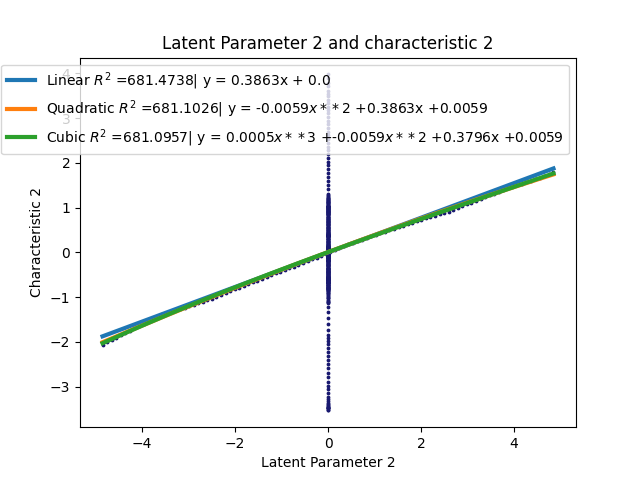 Latent Parameter 2 and characteristic 2
Linear R² =681.4738| y = 0.3863x + 0.0
Quadratic R² =681.1026| y = -0.0059x * *2 +0.3863x +0.0059
Cubic R² =681.0957| y = 0.0005x * *3 +-0.0059x * *2 +0.3796x +0.0059
Characteristic 2
4
3
2
1
0
−1
−2
−3
−4 −2 0 2 4
Latent Parameter 2